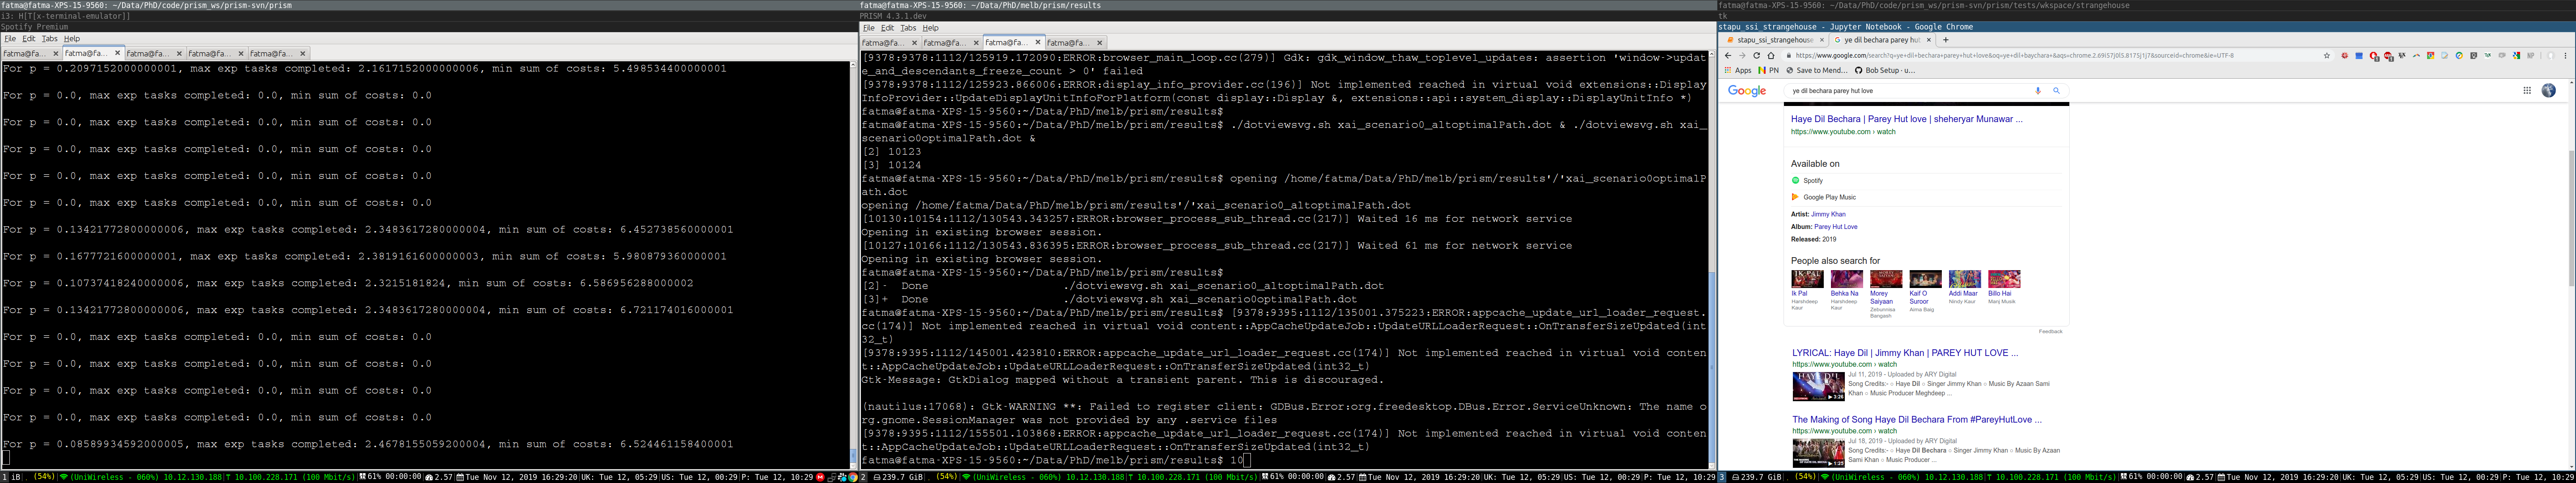 fatma@fatma-XPS-15-9560: ~/Data/PhD/code/prism_ws/prism-svn/prism
i3: H[T[x-terminal-emulator]]
Spotify Premium
File Edit Tabs Help
fatma@fa... × fatma@fa... × fatma@fa... × fatma@fa... × fatma@fa... ×
For p = 0.2097152000000001, max exp tasks completed: 2.1617152000000006, min sum of costs: 5.498534400000001
For p = 0.0, max exp tasks completed: 0.0, min sum of costs: 0.0
For p = 0.0, max exp tasks completed: 0.0, min sum of costs: 0.0
For p = 0.0, max exp tasks completed: 0.0, min sum of costs: 0.0
For p = 0.0, max exp tasks completed: 0.0, min sum of costs: 0.0
For p = 0.0, max exp tasks completed: 0.0, min sum of costs: 0.0
For p = 0.13421772800000006, max exp tasks completed: 2.3483617280000004, min sum of costs: 6.452738560000001
For p = 0.1677721600000001, max exp tasks completed: 2.3819161600000003, min sum of costs: 5.980879360000001
For p = 0.10737418240000006, max exp tasks completed: 2.3215181824, min sum of costs: 6.586956288000002
For p = 0.13421772800000006, max exp tasks completed: 2.3483617280000004, min sum of costs: 6.721174016000001
For p = 0.0, max exp tasks completed: 0.0, min sum of costs: 0.0
For p = 0.0, max exp tasks completed: 0.0, min sum of costs: 0.0
For p = 0.0, max exp tasks completed: 0.0, min sum of costs: 0.0
For p = 0.0, max exp tasks completed: 0.0, min sum of costs: 0.0
For p = 0.08589934592000005, max exp tasks completed: 2.4678155059200004, min sum of costs: 6.524461158400001
1 iB (54%) (UniWireless - 060%) 10.12.130.188 T 10.100.228.171 (100 Mbit/s) 61% 00:00:00 2.57 Tue Nov 12, 2019 16:29:20 UK: Tue 12, 05:29 US: Tue 12, 00:29 P: Tue 12, 10:29
fatma@fatma-XPS-15-9560: ~/Data/PhD/melb/prism/results
PRISM 4.3.1.dev
File Edit Tabs Help
fatma@fa... × fatma@fa... × fatma@fa... × fatma@fa... ×
[9378:9378:1112/125919.172090:ERROR:browser_main_loop.cc(279)] Gdk: gdk_window_thaw_toplevel_updates: assertion 'window->updat
e_and_descendants_freeze_count > 0' failed
[9378:9378:1112/125923.866006:ERROR:display_info_provider.cc(196)] Not implemented reached in virtual void extensions::Display
InfoProvider::UpdateDisplayUnitInfoForPlatform(const display::Display &, extensions::api::system_display::DisplayUnitInfo *)
fatma@fatma-XPS-15-9560:~/Data/PhD/melb/prism/results$
fatma@fatma-XPS-15-9560:~/Data/PhD/melb/prism/results$ ./dotviewsvg.sh xai_scenario0_altoptimalPath.dot & ./dotviewsvg.sh xai_
scenario0optimalPath.dot &
[2] 10123
[3] 10124
fatma@fatma-XPS-15-9560:~/Data/PhD/melb/prism/results$ opening /home/fatma/Data/PhD/melb/prism/results'/'xai_scenario0optimalP
ath.dot
opening /home/fatma/Data/PhD/melb/prism/results'/'xai_scenario0_altoptimalPath.dot
[10130:10154:1112/130543.343257:ERROR:browser_process_sub_thread.cc(217)] Waited 16 ms for network service
Opening in existing browser session.
[10127:10166:1112/130543.836395:ERROR:browser_process_sub_thread.cc(217)] Waited 61 ms for network service
Opening in existing browser session.
fatma@fatma-XPS-15-9560:~/Data/PhD/melb/prism/results$
[2]- Done ./dotviewsvg.sh xai_scenario0_altoptimalPath.dot
[3]+ Done ./dotviewsvg.sh xai_scenario0optimalPath.dot
fatma@fatma-XPS-15-9560:~/Data/PhD/melb/prism/results$ [9378:9395:1112/135001.375223:ERROR:appcache_update_url_loader_request.
cc(174)] Not implemented reached in virtual void content::AppCacheUpdateJob::UpdateURLLoaderRequest::OnTransferSizeUpdated(int
32_t)
[9378:9395:1112/145001.423810:ERROR:appcache_update_url_loader_request.cc(174)] Not implemented reached in virtual void conten
t::AppCacheUpdateJob::UpdateURLLoaderRequest::OnTransferSizeUpdated(int32_t)
Gtk-Message: GtkDialog mapped without a transient parent. This is discouraged.
(nautilus:17068): Gtk-WARNING **: Failed to register client: GDBus.Error:org.freedesktop.DBus.Error.ServiceUnknown: The name o
rg.gnome.SessionManager was not provided by any .service files
[9378:9395:1112/155501.103868:ERROR:appcache_update_url_loader_request.cc(174)] Not implemented reached in virtual void conten
t::AppCacheUpdateJob::UpdateURLLoaderRequest::OnTransferSizeUpdated(int32_t)
fatma@fatma-XPS-15-9560:~/Data/PhD/melb/prism/results$ 10
2 239.7 GiB (54%) (UniWireless - 060%) 10.12.130.188 T 10.100.228.171 (100 Mbit/s) 61% 00:00:00 2.57 Tue Nov 12, 2019 16:29:20 UK: Tue 12, 05:29 US: Tue 12, 00:29 P: Tue 12, 10:29
fatma@fatma-XPS-15-9560: ~/Data/PhD/code/prism_ws/prism-svn/prism/tests/wkspace/strangehouse
tk
stapu_ssi_strangehouse - Jupyter Notebook - Google Chrome
stapu_ssi_strangehouse × ye dil bechara parey hu × +
https://www.google.com/search?q=ye+dil+bechara+parey+hut+love&oq=ye+dil+baychara+&aqs=chrome.2.69i57j0l5.8175j1j7&sourceid=chrome&ie=UTF-8
Apps PN Save to Mend... Bob Setup - u...
Google
ye dil bechara parey hut love
Haye Dil Bechara | Parey Hut love | sheheryar Munawar ...
https://www.youtube.com › watch
Available on
Spotify
Google Play Music
Artist: Jimmy Khan
Album: Parey Hut Love
Released: 2019
People also search for
Ik Pal Behka Na Morey Saiyaan Kaif O Suroor Addi Maar Billo Hai
Harshdeep Kaur Harshdeep Kaur Zebunnisa Bangash Aima Baig Nindy Kaur Manj Musik
Feedback
LYRICAL: Haye Dil | Jimmy Khan | PAREY HUT LOVE ...
https://www.youtube.com › watch
Jul 11, 2019 - Uploaded by ARY Digital
Song Credits:- ○ Haye Dil ○ Singer Jimmy Khan ○ Music By Azaan Sami
Khan ○ Music Producer Meghdeep ...
3:26
The Making of Song Haye Dil Bechara From #PareyHutLove ...
https://www.youtube.com › watch
Jul 18, 2019 - Uploaded by ARY Digital
Song Credits:- ○ Haye Dil Bechara ○ Singer Jimmy Khan ○ Music By Azaan
Sami Khan ○ Music Producer ...
1:25
3 239.7 GiB (54%) (UniWireless - 060%) 10.12.130.188 T 10.100.228.171 (100 Mbit/s) 61% 00:00:00 2.57 Tue Nov 12, 2019 16:29:20 UK: Tue 12, 05:29 US: Tue 12, 00:29 P: Tue 12, 10:29